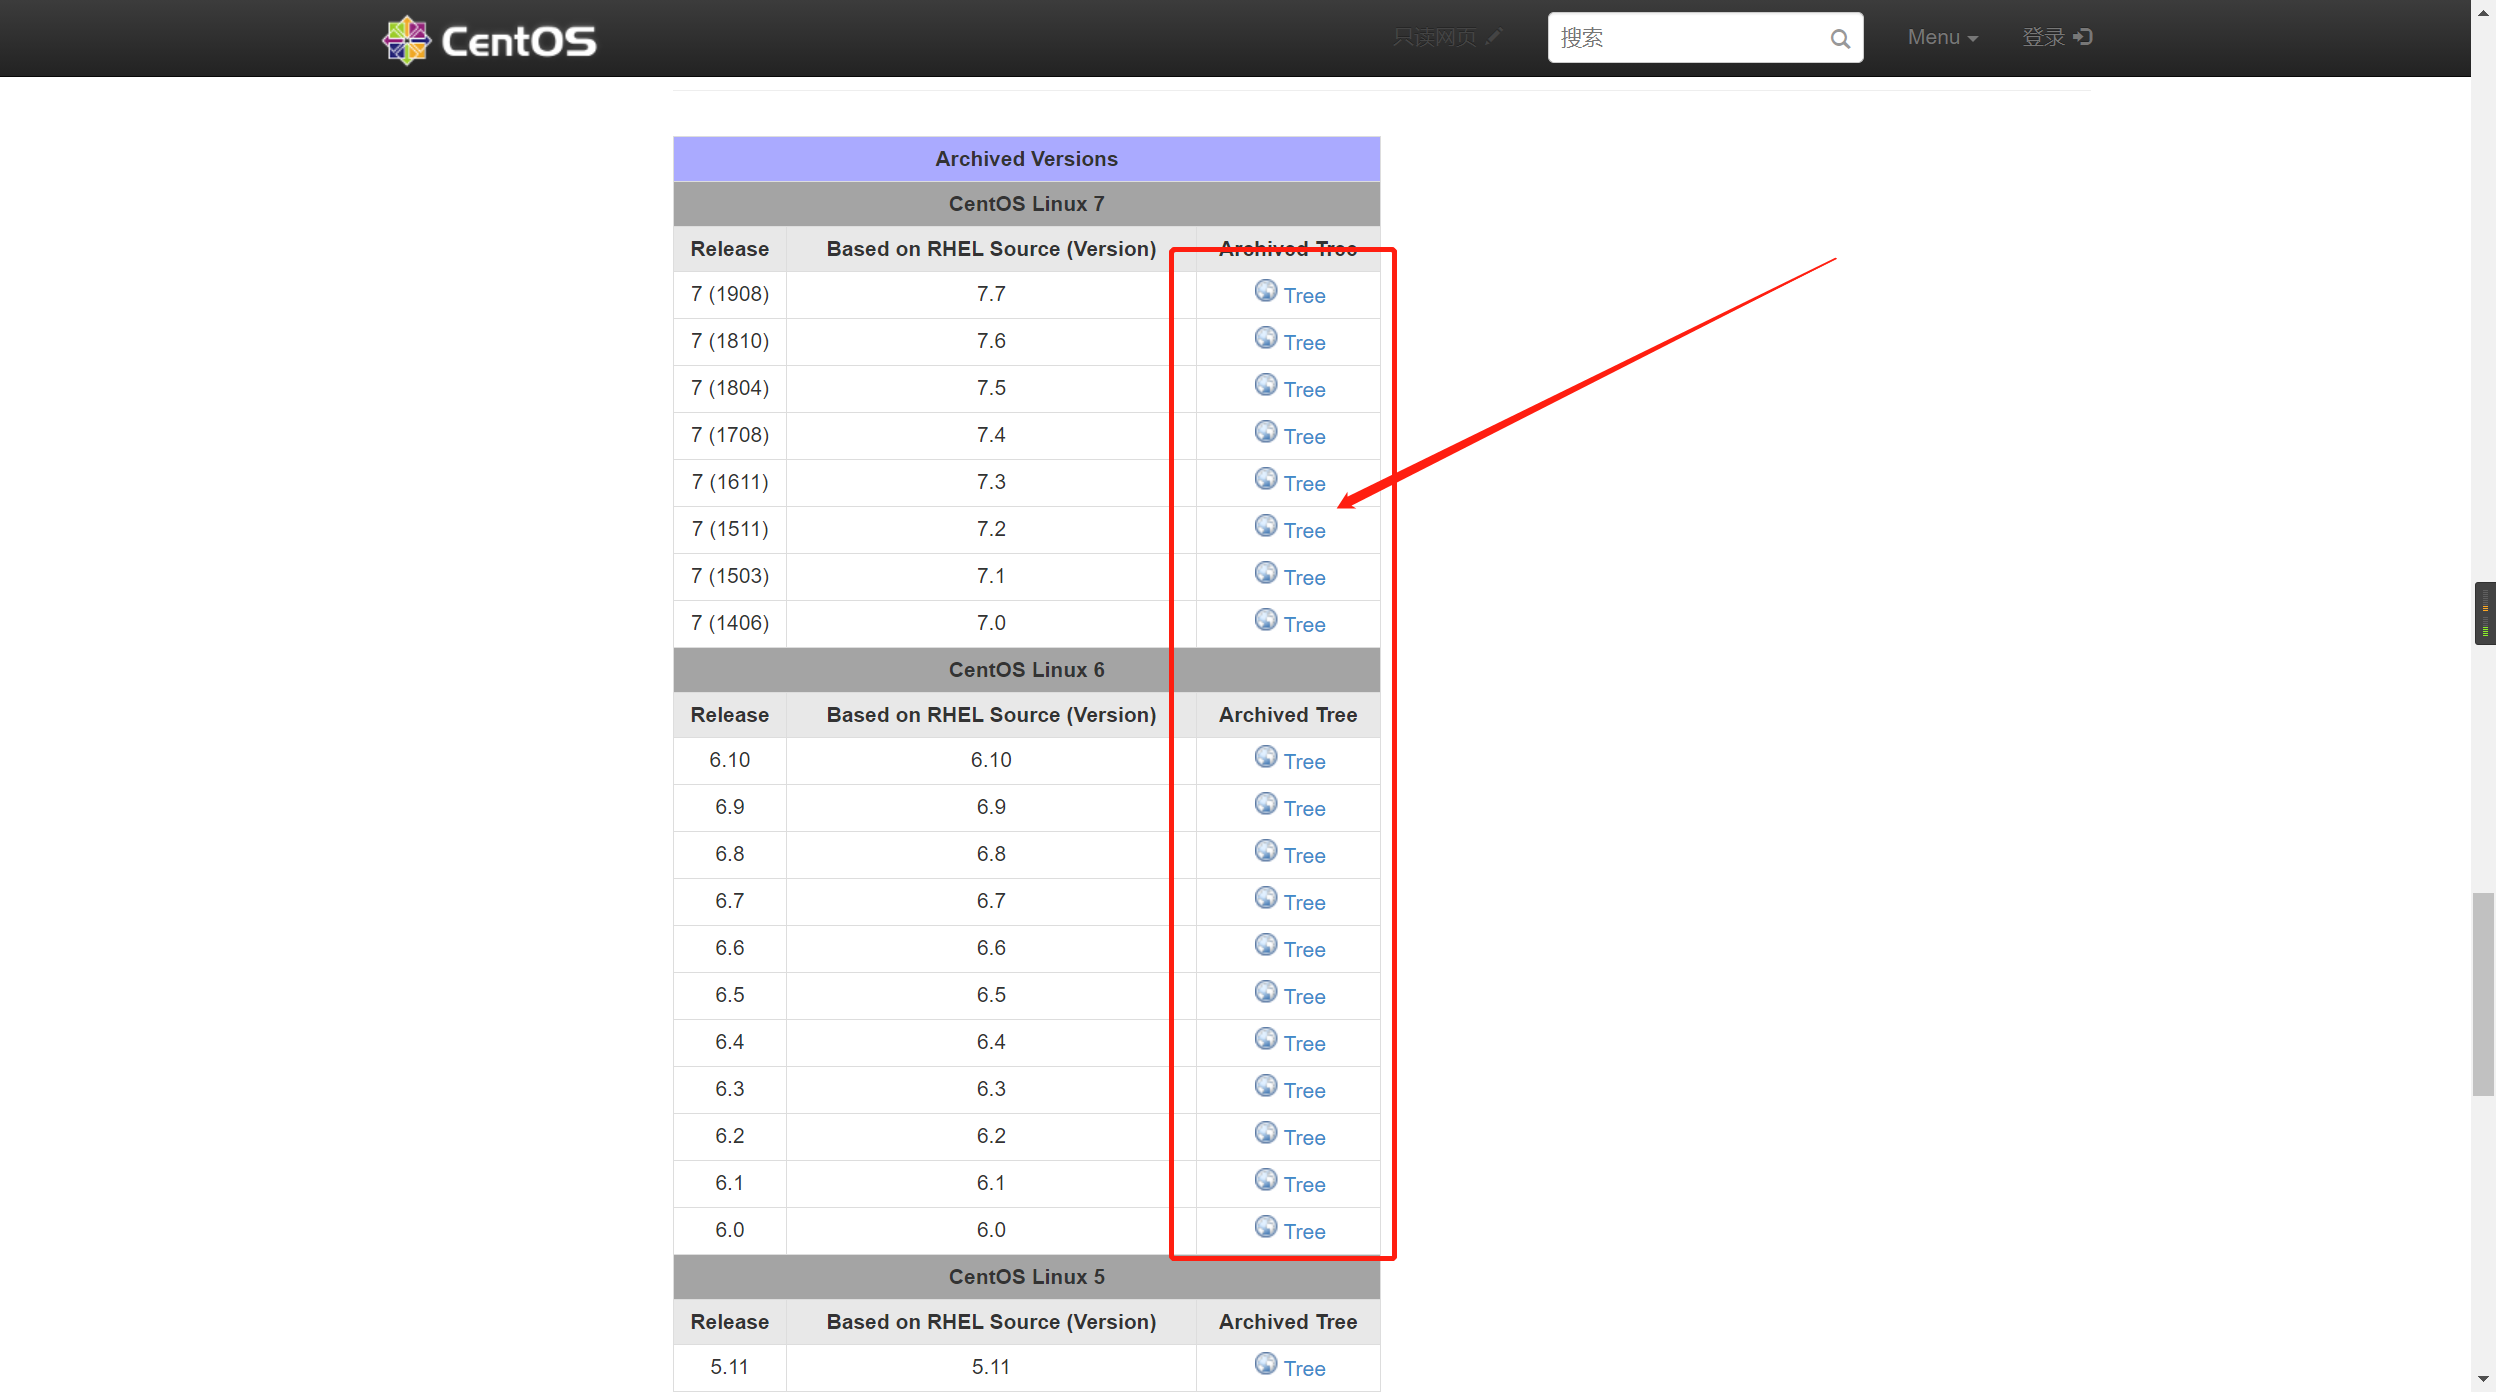 CentOS 只读网页 搜索 Menu 登录
Archived Versions
CentOS Linux 7
Release Based on RHEL Source (Version) Archived Tree
7 (1908) 7.7 Tree
7 (1810) 7.6 Tree
7 (1804) 7.5 Tree
7 (1708) 7.4 Tree
7 (1611) 7.3 Tree
7 (1511) 7.2 Tree
7 (1503) 7.1 Tree
7 (1406) 7.0 Tree
CentOS Linux 6
Release Based on RHEL Source (Version) Archived Tree
6.10 6.10 Tree
6.9 6.9 Tree
6.8 6.8 Tree
6.7 6.7 Tree
6.6 6.6 Tree
6.5 6.5 Tree
6.4 6.4 Tree
6.3 6.3 Tree
6.2 6.2 Tree
6.1 6.1 Tree
6.0 6.0 Tree
CentOS Linux 5
Release Based on RHEL Source (Version) Archived Tree
5.11 5.11 Tree